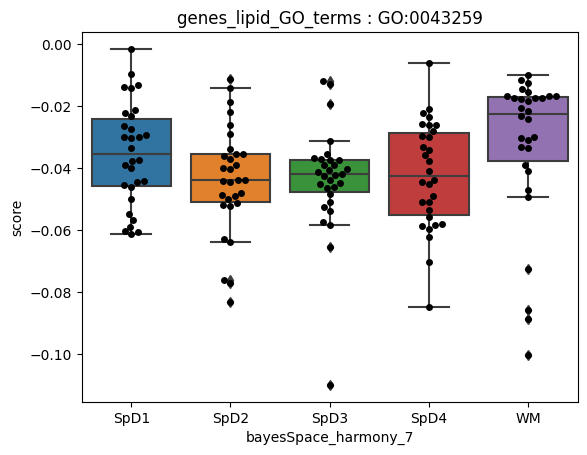 genes_lipid_GO_terms : GO:0043259
0.00
−0.02
−0.04
−0.06
−0.08
−0.10
score
SpD1 SpD2 SpD3 SpD4 WM
bayesSpace_harmony_7